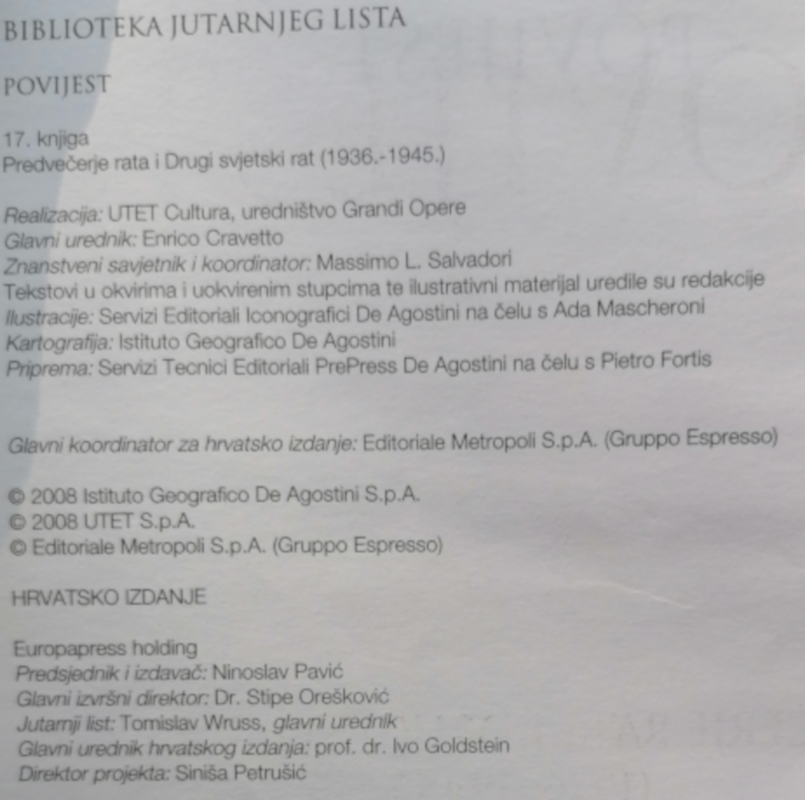 BIBLIOTEKA JUTARNJEG LISTA
POVIJEST
17. knjiga
Predvečerje rata i Drugi svjetski rat (1936.-1945.)
Realizacija: UTET Cultura, uredništvo Grandi Opere
Glavni urednik: Enrico Cravetto
Znanstveni savjetnik i koordinator: Massimo L. Salvadori
Tekstovi u okvirima i uokvirenim stupcima te ilustrativni materijal uredile su redakcije
Ilustracije: Servizi Editoriali Iconografici De Agostini na čelu s Ada Mascheroni
Kartografija: Istituto Geografico De Agostini
Priprema: Servizi Tecnici Editoriali PrePress De Agostini na čelu s Pietro Fortis
Glavni koordinator za hrvatsko izdanje: Editoriale Metropoli S.p.A. (Gruppo Espresso)
© 2008 Istituto Geografico De Agostini S.p.A.
© 2008 UTET S.p.A.
© Editoriale Metropoli S.p.A. (Gruppo Espresso)
HRVATSKO IZDANJE
Europapress holding
Predsjednik i izdavač: Ninoslav Pavić
Glavni izvršni direktor: Dr. Stipe Orešković
Jutarnji list: Tomislav Wruss, glavni urednik
Glavni urednik hrvatskog izdanja: prof. dr. Ivo Goldstein
Direktor projekta: Siniša Petrušić